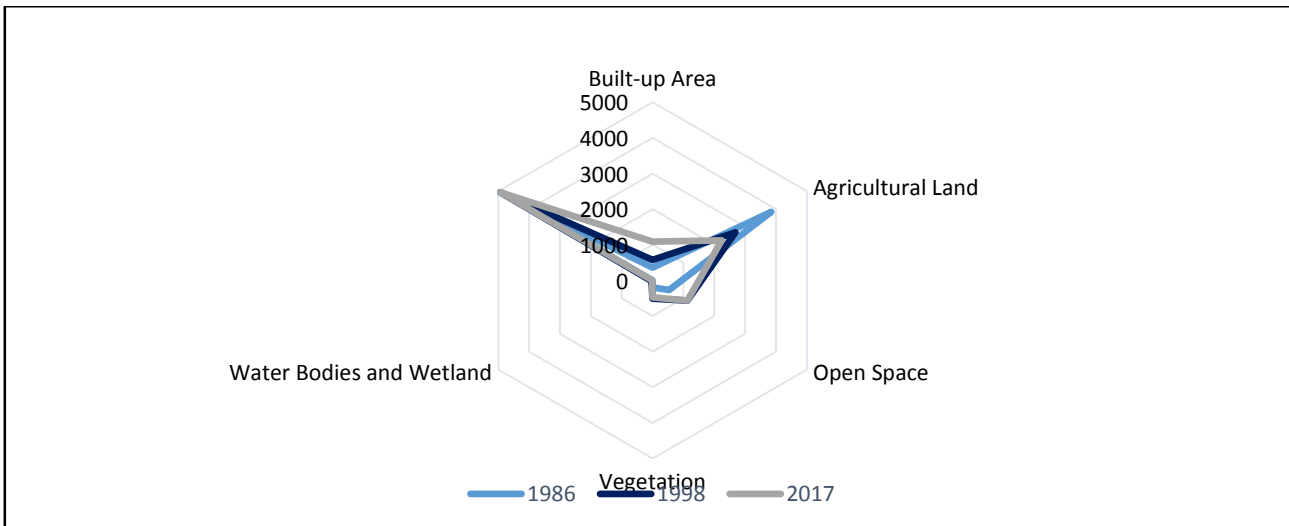 Built-up Area
5000
4000
3000
2000
1000
0
Agricultural Land
Open Space
Vegetation
Water Bodies and Wetland
1986
1998
2017